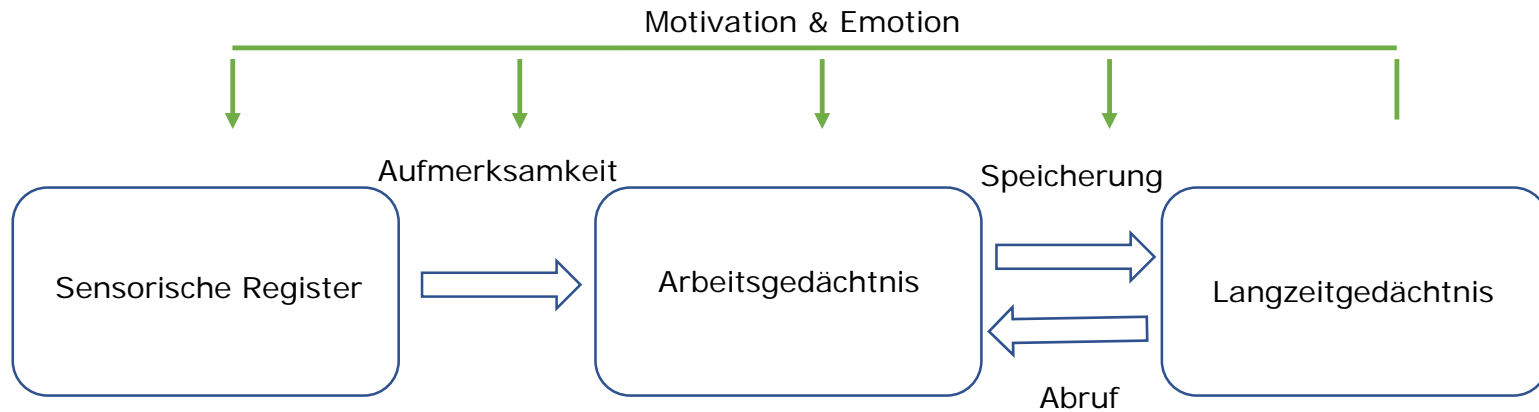 Motivation & Emotion
Aufmerksamkeit
Speicherung
Sensorische Register
Arbeitsgedächtnis
Langzeitgedächtnis
Abruf